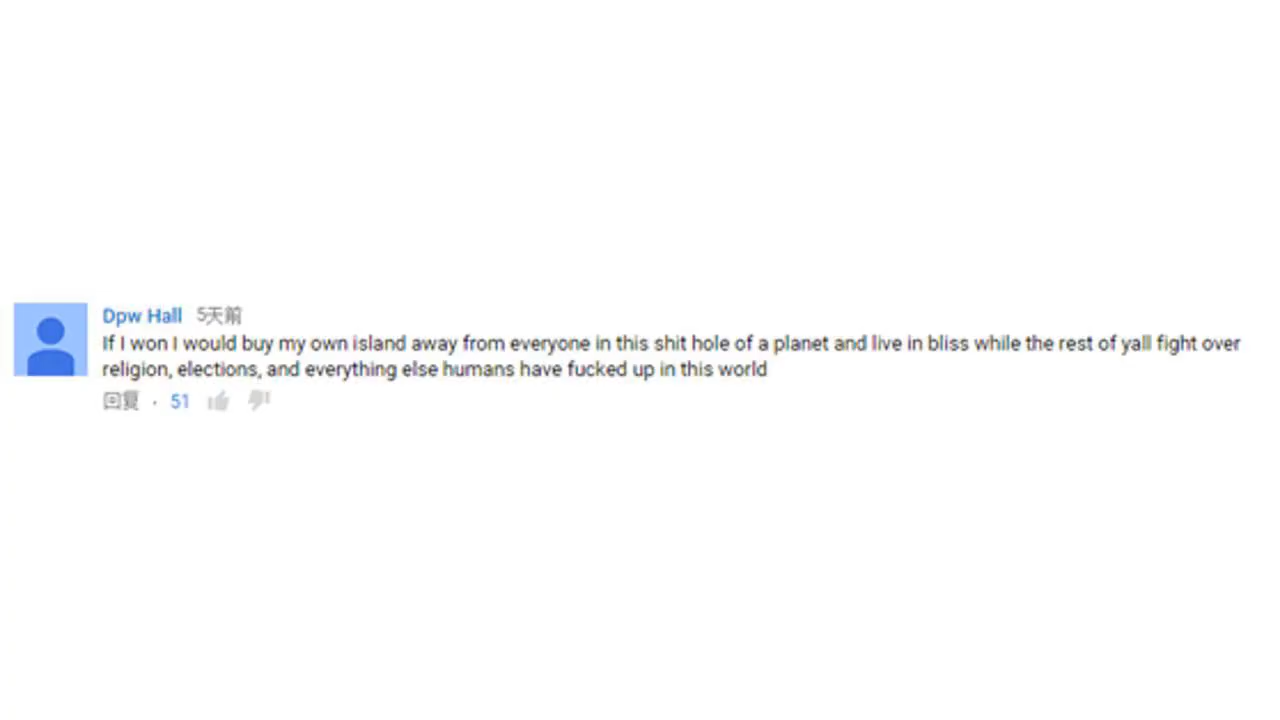 Dpw Hall 5天前
If I won I would buy my own island away from everyone in this shit hole of a planet and live in bliss while the rest of yall fight over
religion, elections, and everything else humans have fucked up in this world
回复 · 51